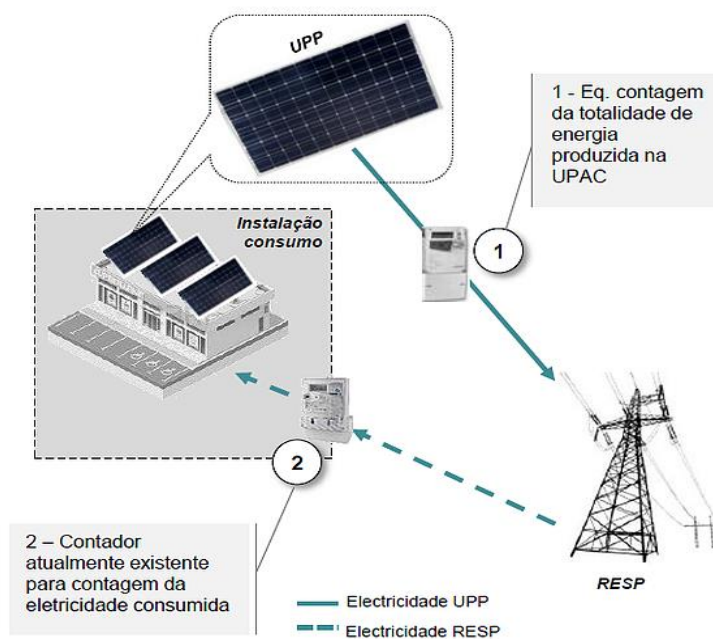 UPP
1 - Eq. contagem
da totalidade de
energia
produzida na
UPAC
Instalação
consumo
1
2
2 – Contador
atualmente existente
para contagem da
eletricidade consumida
RESP
Electricidade UPP
Electricidade RESP